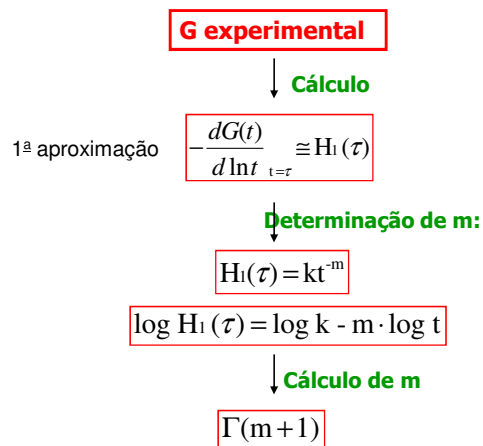 G experimental
Cálculo
1ª aproximação −dG(t)/d ln t t=τ ≅ H₁(τ)
Determinação de m:
H₁(τ) = kt⁻ᵐ
log H₁(τ) = log k - m · log t
Cálculo de m
Γ(m+1)